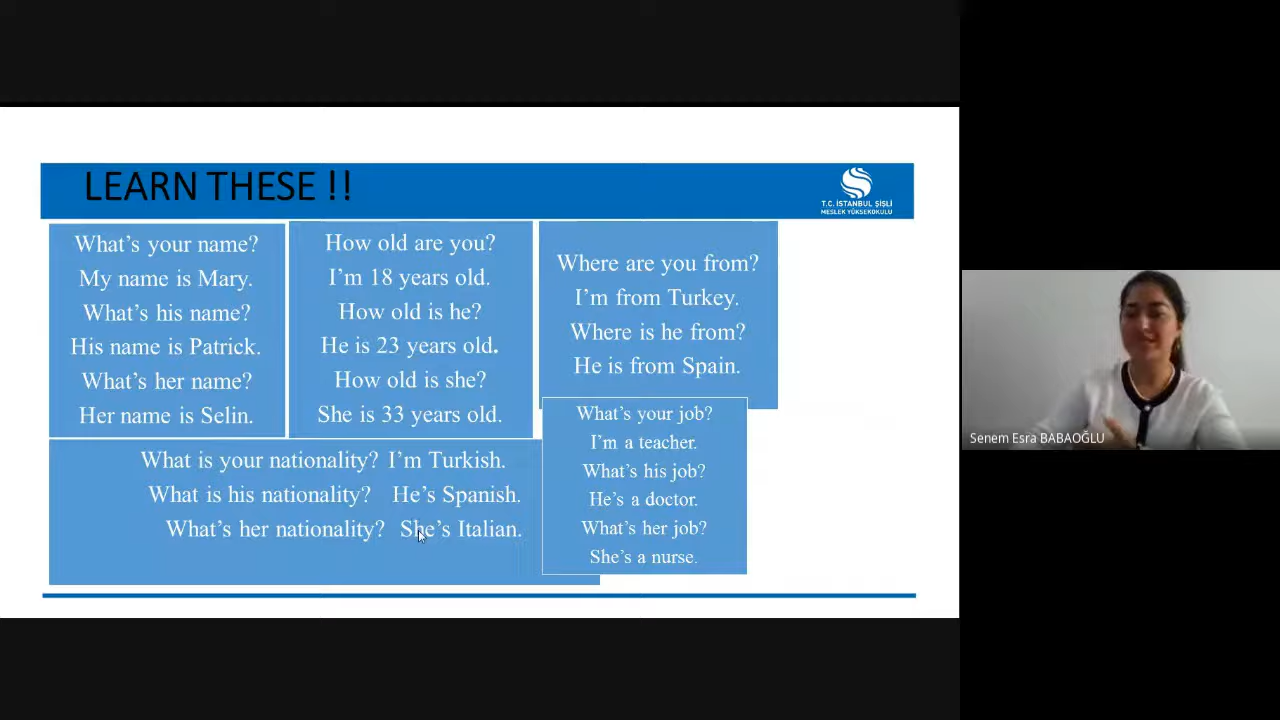 LEARN THESE !!
T.C. İSTANBUL ŞİŞLİ
MESLEK YÜKSEKOKULU
What’s your name?
My name is Mary.
What’s his name?
His name is Patrick.
What’s her name?
Her name is Selin.
How old are you?
I’m 18 years old.
How old is he?
He is 23 years old.
How old is she?
She is 33 years old.
Where are you from?
I’m from Turkey.
Where is he from?
He is from Spain.
What is your nationality? I’m Turkish.
What is his nationality? He’s Spanish.
What’s her nationality? She’s Italian.
What’s your job?
I’m a teacher.
What’s his job?
He’s a doctor.
What’s her job?
She’s a nurse.
Senem Esra BABAOĞLU